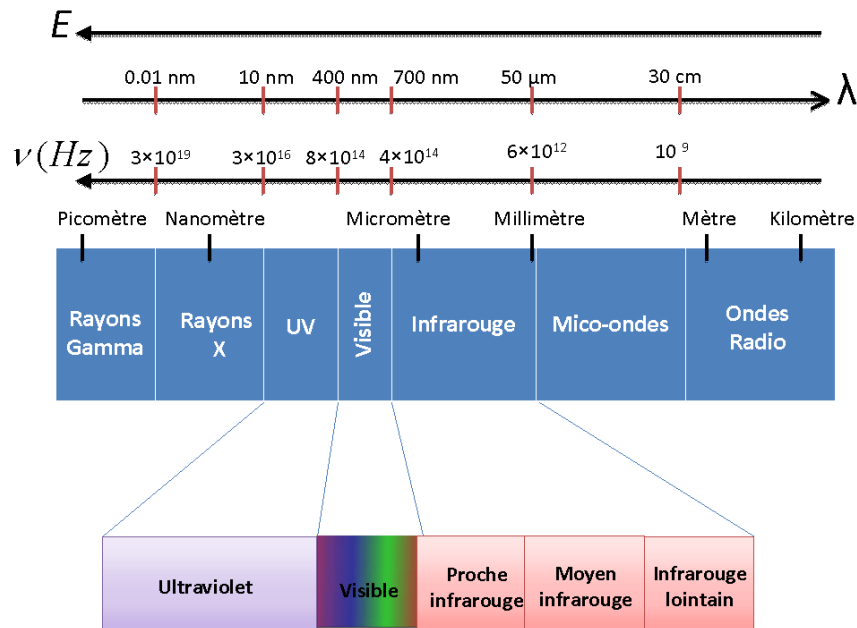 E
0.01 nm 10 nm 400 nm 700 nm 50 µm 30 cm
λ
ν(Hz)
3×10¹⁹ 3×10¹⁶ 8×10¹⁴ 4×10¹⁴ 6×10¹² 10⁹
Picomètre Nanomètre Micromètre Millimètre Mètre Kilomètre
Rayons
Gamma
Rayons
X
UV
Visible
Infrarouge
Mico-ondes
Ondes
Radio
Ultraviolet
Visible
Proche
infrarouge
Moyen
infrarouge
Infrarouge
lointain